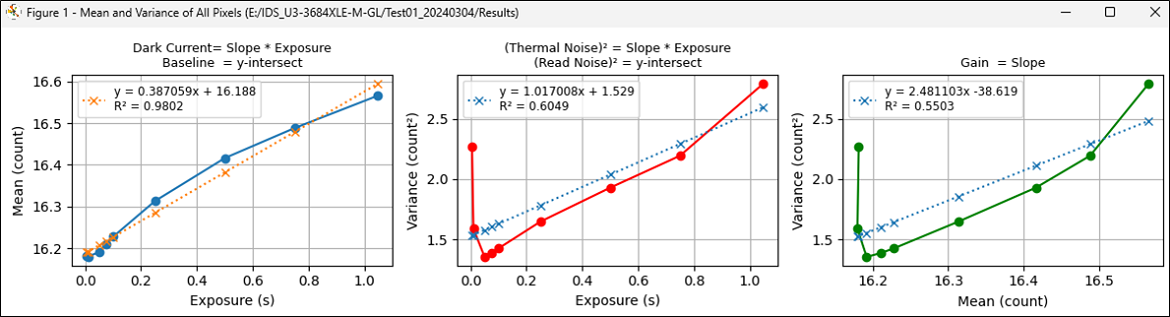 Figure 1 - Mean and Variance of All Pixels (E:/IDS_U3-3684XLE-M-GL/Test01_20240304/Results)
Dark Current= Slope * Exposure
Baseline = y-intersect
y = 0.387059x + 16.188
R² = 0.9802
16.6
16.5
16.4
16.3
16.2
Mean (count)
0.0 0.2 0.4 0.6 0.8 1.0
Exposure (s)
(Thermal Noise)² = Slope * Exposure
(Read Noise)² = y-intersect
y = 1.017008x + 1.529
R² = 0.6049
2.5
2.0
1.5
Variance (count²)
0.0 0.2 0.4 0.6 0.8 1.0
Exposure (s)
Gain = Slope
y = 2.481103x -38.619
R² = 0.5503
2.5
2.0
1.5
Variance (count²)
16.2 16.3 16.4 16.5
Mean (count)